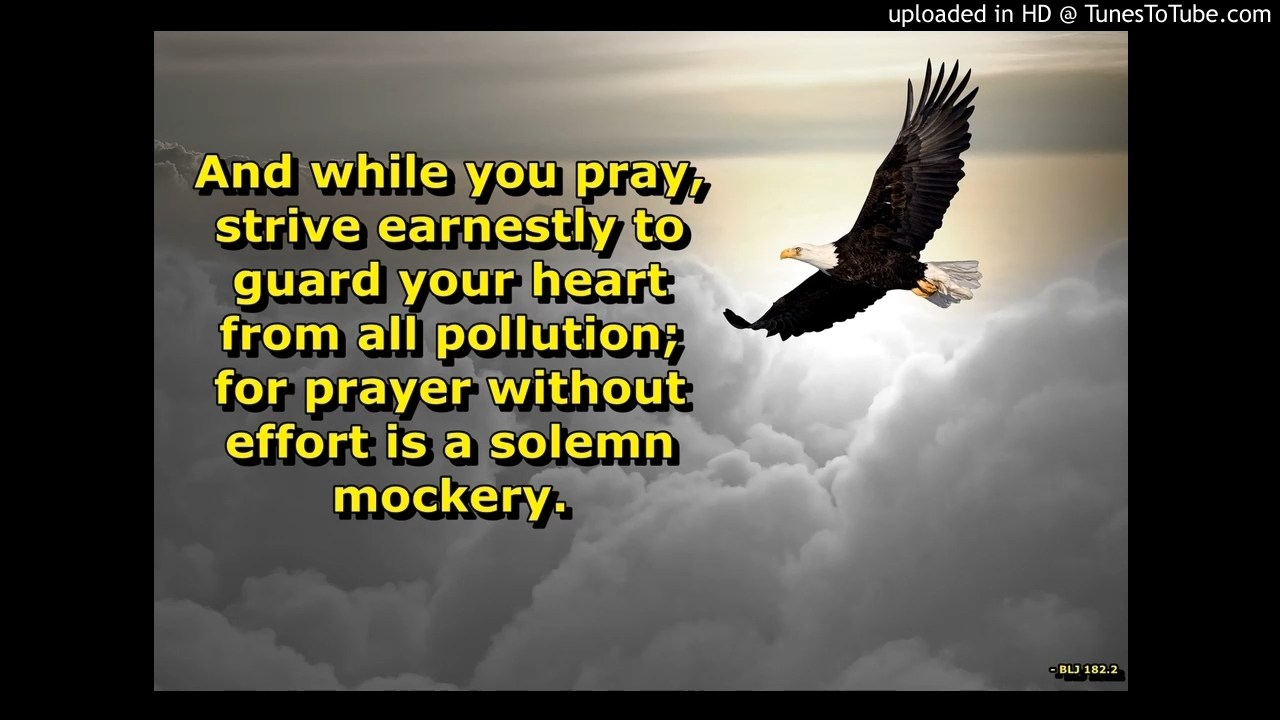 uploaded in HD @ TunesToTube.com
And while you pray,
strive earnestly to
guard your heart
from all pollution;
for prayer without
effort is a solemn
mockery.
- BLJ 182.2